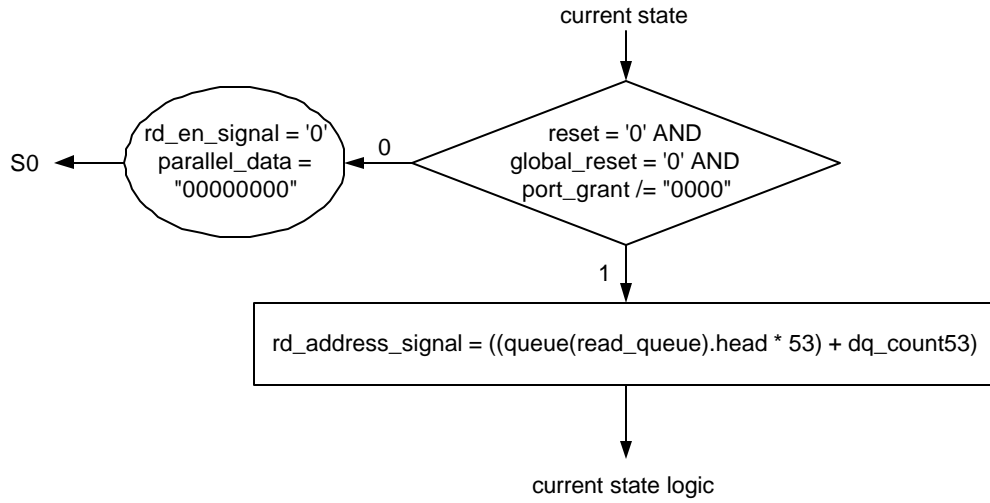 current state
reset = '0' AND
global_reset = '0' AND
port_grant /= "0000"
0
rd_en_signal = '0'
parallel_data =
"00000000"
S0
1
rd_address_signal = ((queue(read_queue).head * 53) + dq_count53)
current state logic